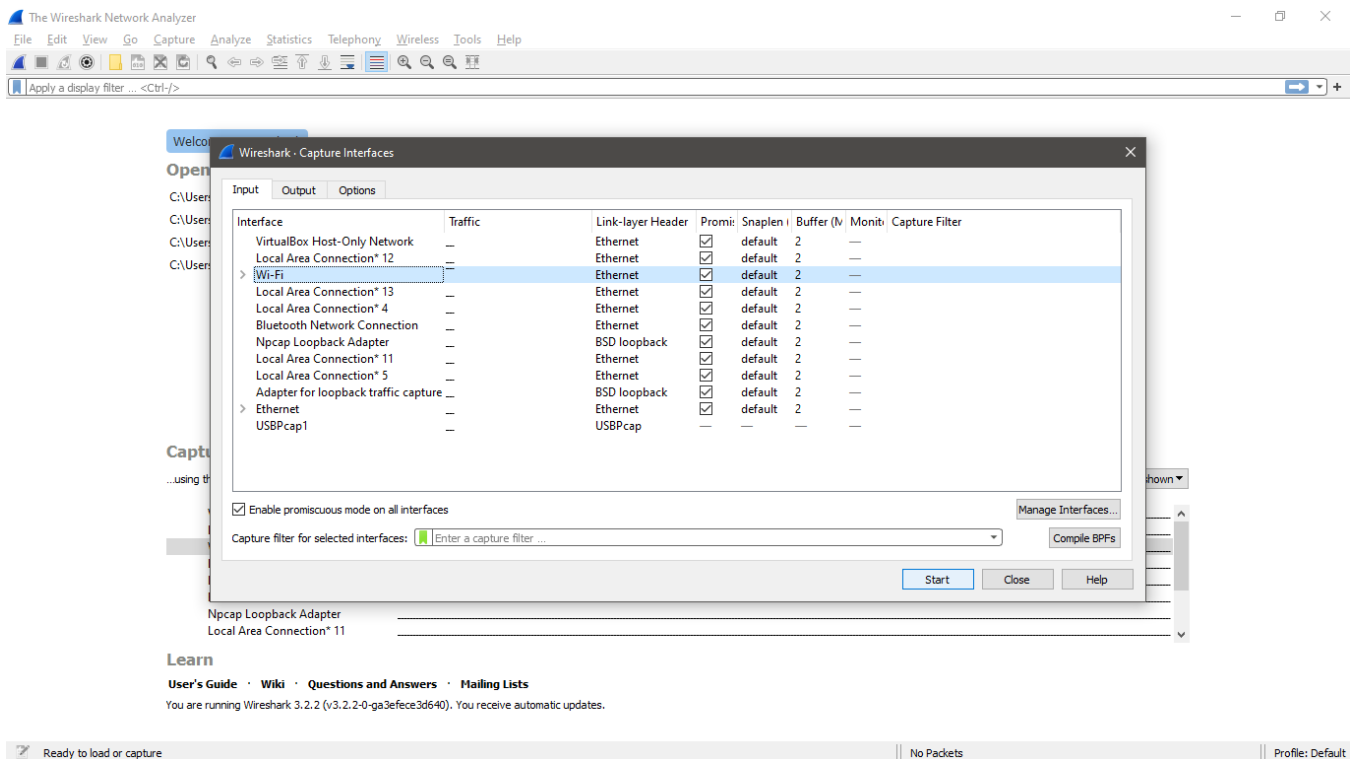 The Wireshark Network Analyzer
File Edit View Go Capture Analyze Statistics Telephony Wireless Tools Help
Apply a display filter ... <Ctrl-/>
Wireshark · Capture Interfaces
Input Output Options
Interface Traffic Link-layer Header Promis Snaplen ( Buffer (M Monito Capture Filter
VirtualBox Host-Only Network Ethernet default 2 —
Local Area Connection* 12 Ethernet default 2 —
Wi-Fi Ethernet default 2 —
Local Area Connection* 13 Ethernet default 2 —
Local Area Connection* 4 Ethernet default 2 —
Bluetooth Network Connection Ethernet default 2 —
Npcap Loopback Adapter BSD loopback default 2 —
Local Area Connection* 11 Ethernet default 2 —
Local Area Connection* 5 Ethernet default 2 —
Adapter for loopback traffic capture BSD loopback default 2 —
Ethernet Ethernet default 2 —
USBPcap1 USBPcap — — — —
Enable promiscuous mode on all interfaces Manage Interfaces...
Capture filter for selected interfaces: Enter a capture filter ... Compile BPFs
Start Close Help
Welco
Open
C:\User
C:\User
C:\User
C:\User
Captu
...using th hown
Npcap Loopback Adapter
Local Area Connection* 11
Learn
User's Guide · Wiki · Questions and Answers · Mailing Lists
You are running Wireshark 3.2.2 (v3.2.2-0-ga3efece3d640). You receive automatic updates.
Ready to load or capture No Packets Profile: Default